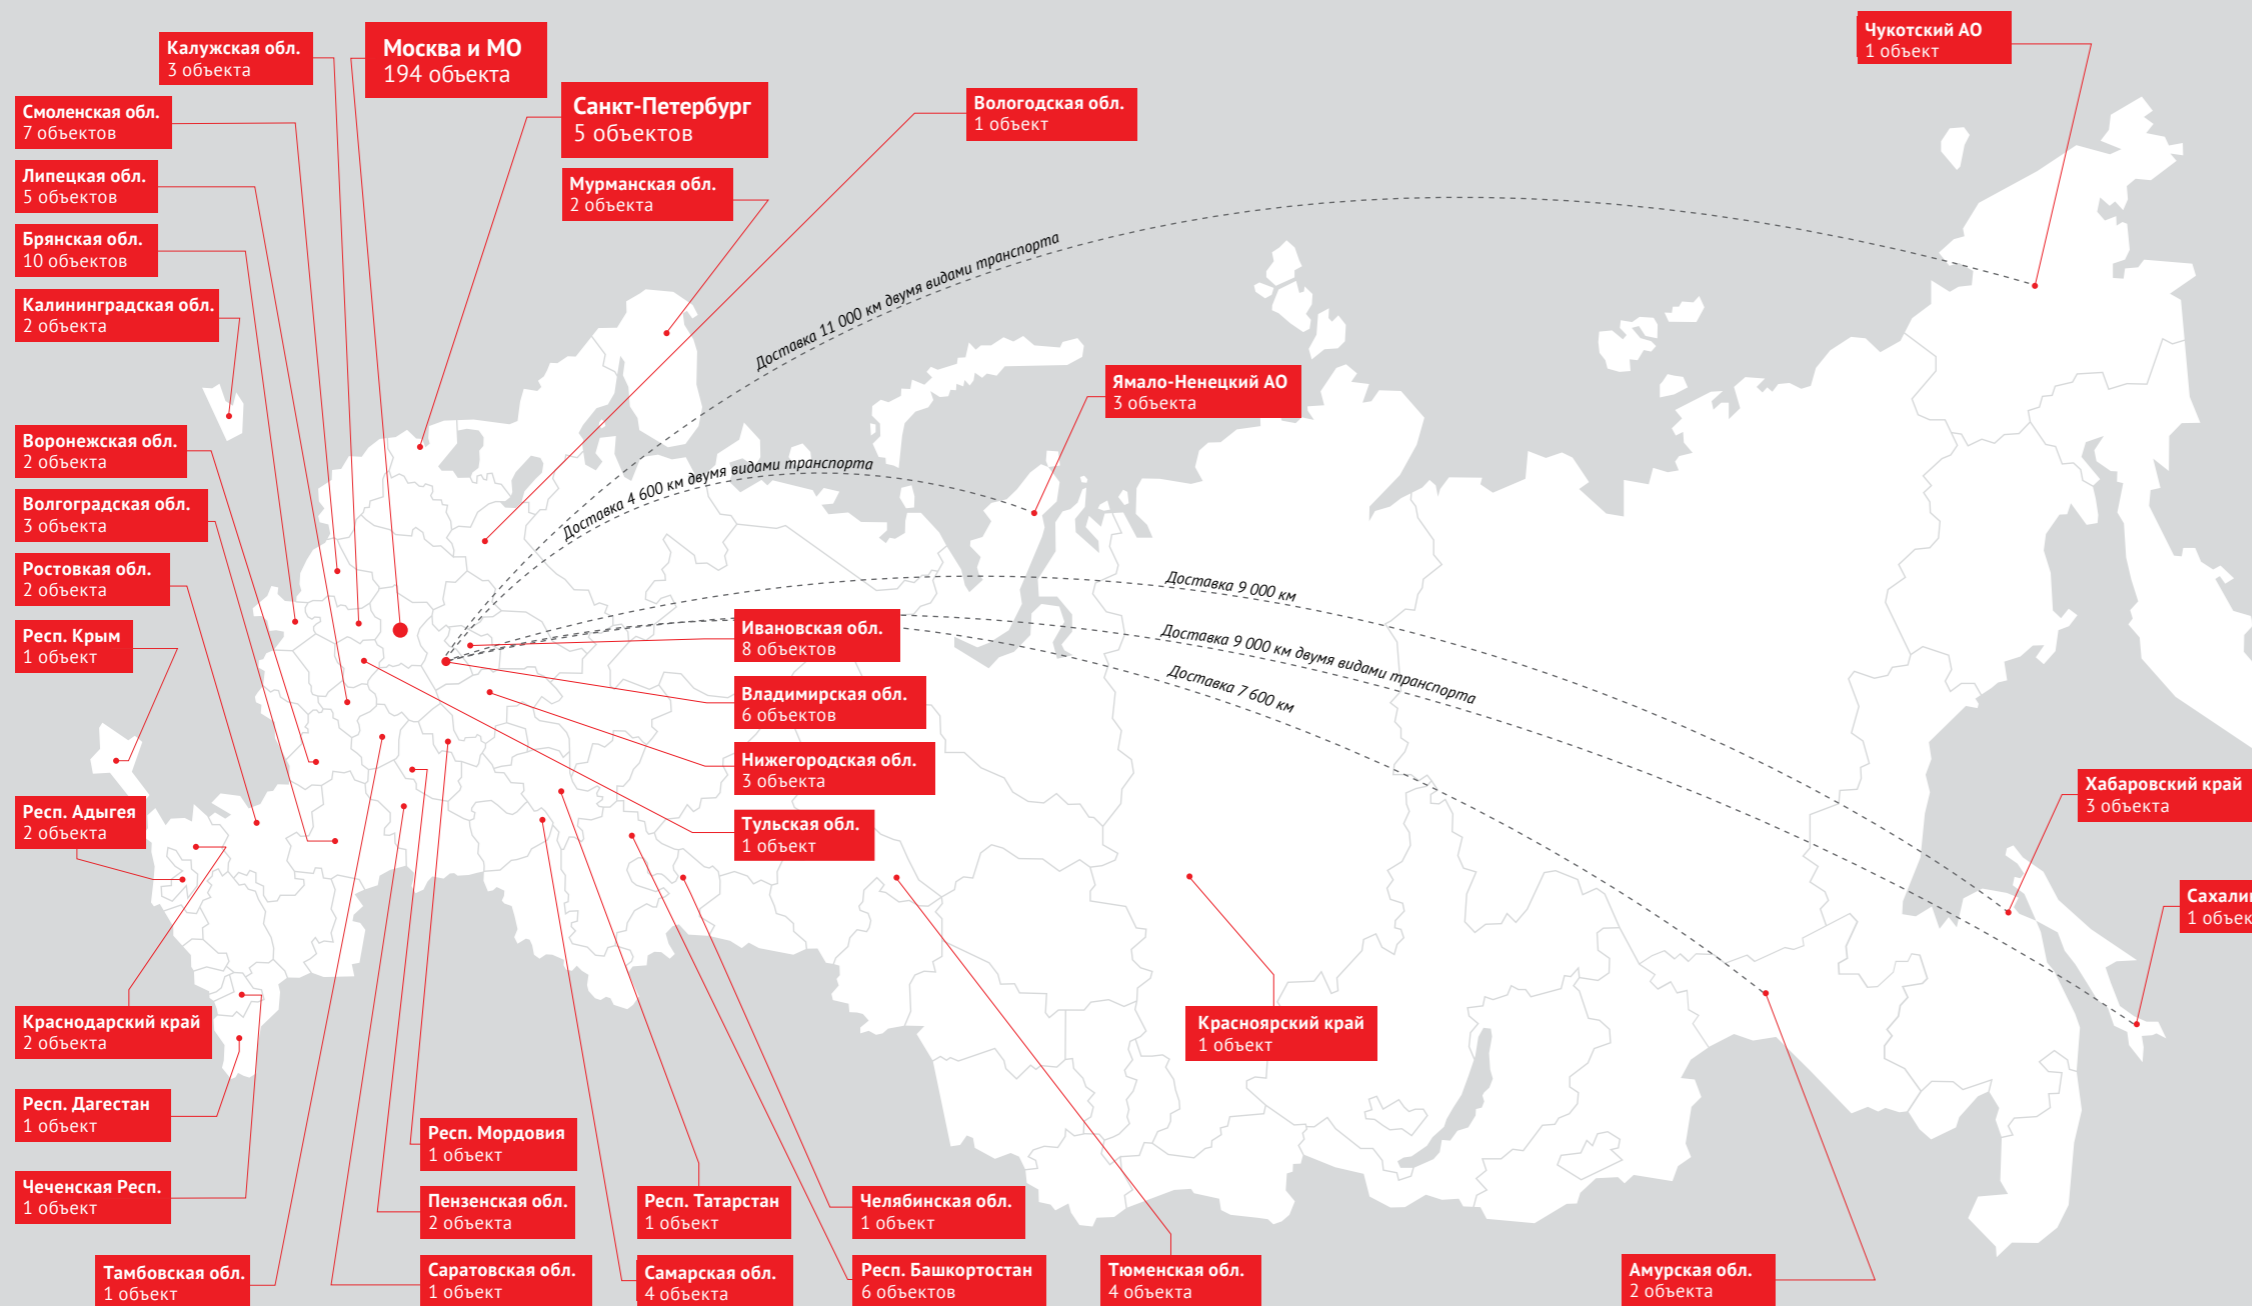 Калужская обл.
3 объекта
Москва и МО
194 объекта
Чукотский АО
1 объект
Смоленская обл.
7 объектов
Санкт-Петербург
5 объектов
Вологодская обл.
1 объект
Липецкая обл.
5 объектов
Мурманская обл.
2 объекта
Брянская обл.
10 объектов
Калининградская обл.
2 объекта
Доставка 11 000 км двумя видами транспорта
Ямало-Ненецкий АО
3 объекта
Воронежская обл.
2 объекта
Доставка 4 600 км двумя видами транспорта
Волгоградская обл.
3 объекта
Ростовкая обл.
2 объекта
Доставка 9 000 км
Респ. Крым
1 объект
Ивановская обл.
8 объектов
Доставка 9 000 км двумя видами транспорта
Доставка 7 600 км
Владимирская обл.
6 объектов
Нижегородская обл.
3 объекта
Хабаровский край
3 объекта
Респ. Адыгея
2 объекта
Тульская обл.
1 объект
Сахалин
1 объек
Краснодарский край
2 объекта
Красноярский край
1 объект
Респ. Дагестан
1 объект
Респ. Мордовия
1 объект
Чеченская Респ.
1 объект
Пензенская обл.
2 объекта
Респ. Татарстан
1 объект
Челябинская обл.
1 объект
Тамбовская обл.
1 объект
Саратовская обл.
1 объект
Самарская обл.
4 объекта
Респ. Башкортостан
6 объектов
Тюменская обл.
4 объекта
Амурская обл.
2 объекта